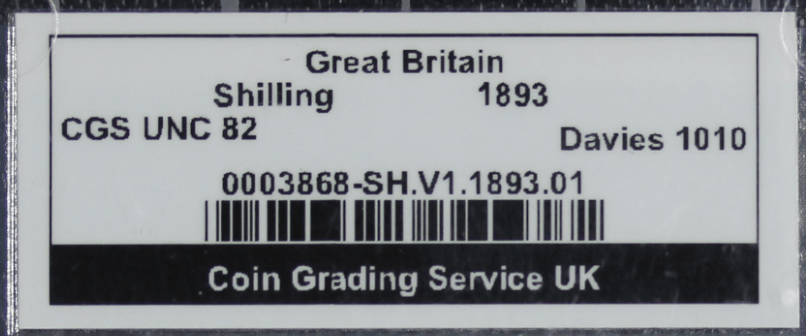 Great Britain
Shilling 1893
CGS UNC 82
Davies 1010
0003868-SH.V1.1893.01
Coin Grading Service UK